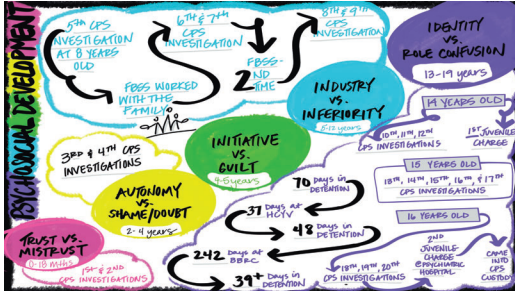 PSYCHOSOCIAL DEVELOPMENT
5TH CPS
INVESTIGATION
AT 8 YEARS
OLD
FBSS WORKED
WITH THE
FAMILY
6TH & 7TH
CPS
INVESTIGATION
FBSS-
2ND
TIME
8TH & 9TH
CPS
INVESTIGATION
INDUSTRY
vs.
INFERIORITY
5-12 years
IDENTITY
vs.
ROLE CONFUSION
13-19 years
14 YEARS OLD
10TH, 11TH, 12TH
CPS INVESTIGATIONS
1ST JUVENILE
CHARGE
15 YEARS OLD
13TH, 14TH, 15TH, 16TH, & 17TH
CPS INVESTIGATIONS
16 YEARS OLD
18TH, 19TH, 20TH
CPS INVESTIGATIONS
2ND
JUVENILE
CHARGE
@PSYCHIATRIC
HOSPITAL
CAME
INTO
CPS
CUSTODY
3RD & 4TH CPS
INVESTIGATIONS
INITIATIVE
vs.
GUILT
4-5 years
AUTONOMY
vs.
SHAME/DOUBT
2-4 years
TRUST vs.
MISTRUST
0-18 mths
1ST & 2ND
CPS INVESTIGATIONS
70 Days in
DETENTION
37 DAYS
at HCYV
48 Days in
DETENTION
242 Days at
BBRC
39+ Days in
DETENTION